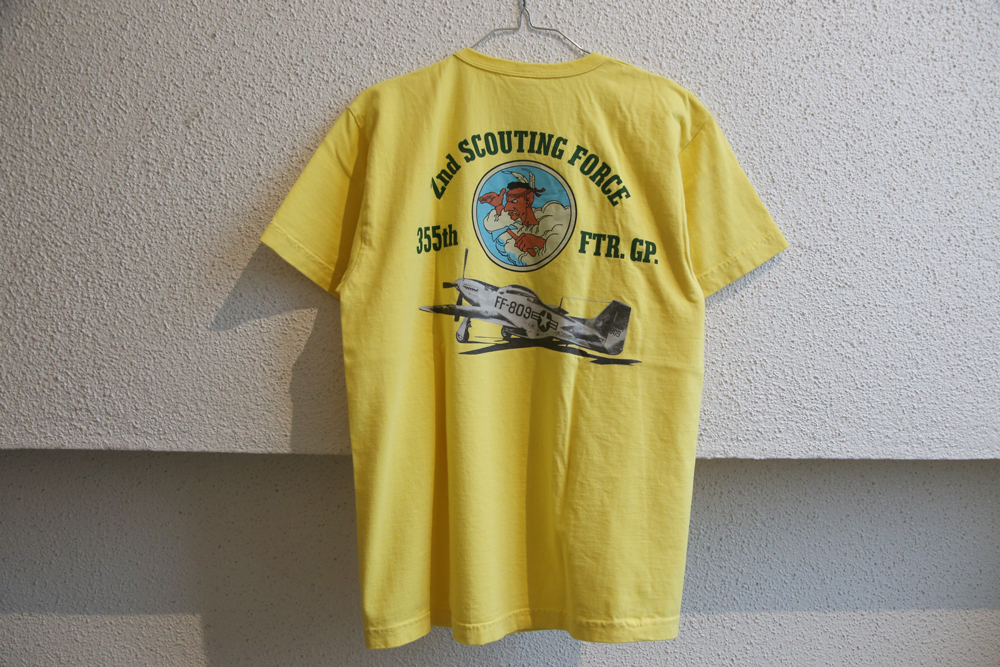 2nd SCOUTING FORCE
355th FTR. GP.
FF-809